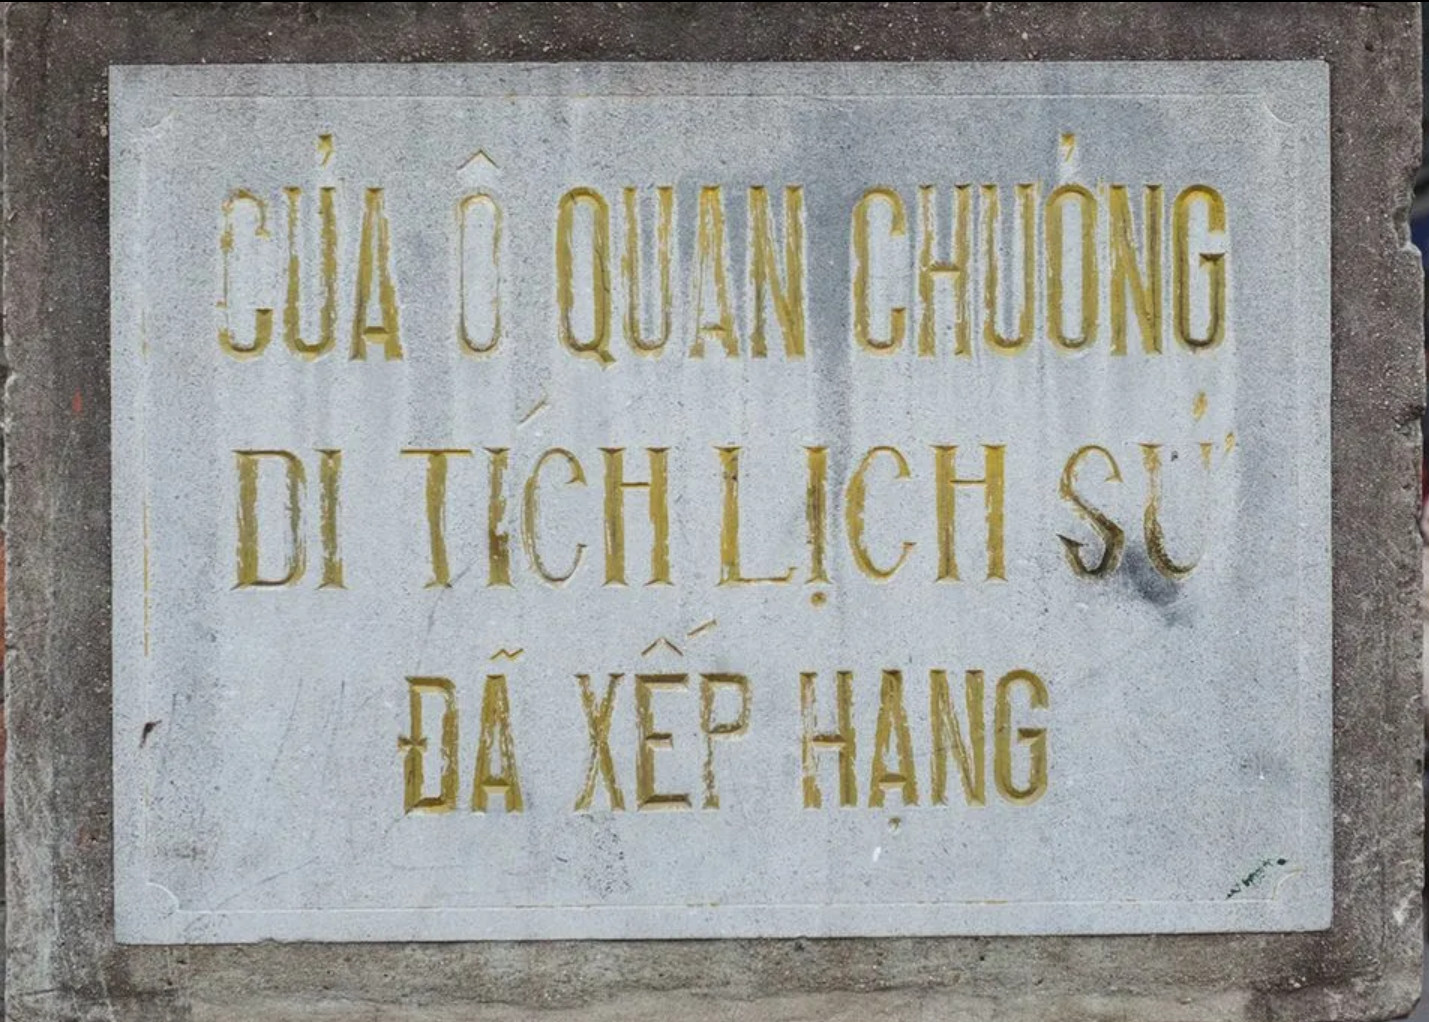 CỬA Ô QUAN CHƯỞNG
DI TÍCH LỊCH SỬ
ĐÃ XẾP HẠNG